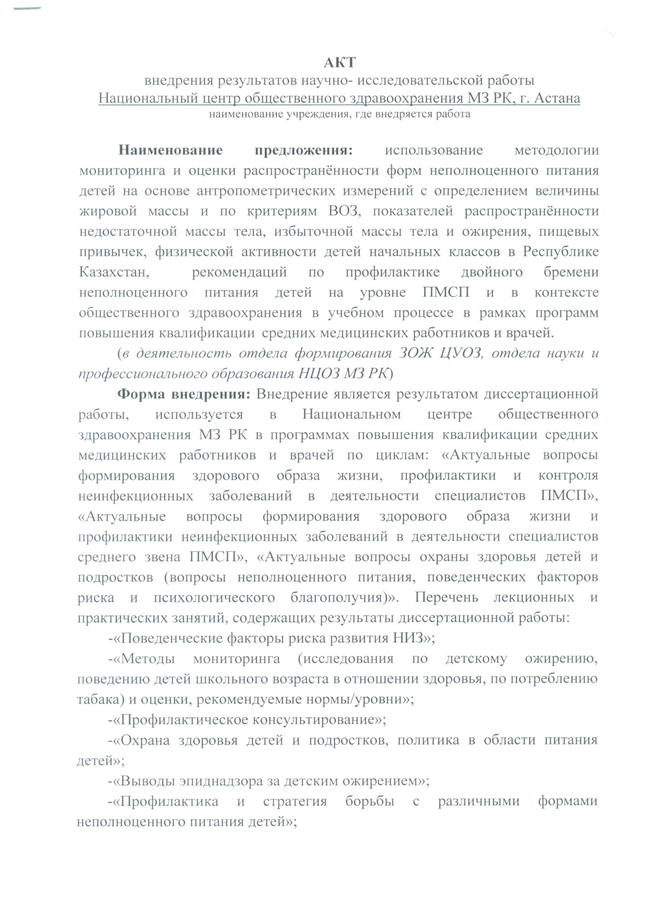 АКТ
внедрения результатов научно- исследовательской работы
Национальный центр общественного здравоохранения МЗ РК, г. Астана
наименование учреждения, где внедряется работа
Наименование предложения: использование методологии
мониторинга и оценки распространённости форм неполноценного питания
детей на основе антропометрических измерений с определением величины
жировой массы и по критериям ВОЗ, показателей распространённости
недостаточной массы тела, избыточной массы тела и ожирения, пищевых
привычек, физической активности детей начальных классов в Республике
Казахстан, рекомендаций по профилактике двойного бремени
неполноценного питания детей на уровне ПМСП и в контексте
общественного здравоохранения в учебном процессе в рамках программ
повышения квалификации средних медицинских работников и врачей.
(в деятельность отдела формирования ЗОЖ ЦУОЗ, отдела науки и
профессионального образования НЦОЗ МЗ РК)
Форма внедрения: Внедрение является результатом диссертационной
работы, используется в Национальном центре общественного
здравоохранения МЗ РК в программах повышения квалификации средних
медицинских работников и врачей по циклам: «Актуальные вопросы
формирования здорового образа жизни, профилактики и контроля
неинфекционных заболеваний в деятельности специалистов ПМСП»,
«Актуальные вопросы формирования здорового образа жизни и
профилактики неинфекционных заболеваний в деятельности специалистов
среднего звена ПМСП», «Актуальные вопросы охраны здоровья детей и
подростков (вопросы неполноценного питания, поведенческих факторов
риска и психологического благополучия)». Перечень лекционных и
практических занятий, содержащих результаты диссертационной работы:
-«Поведенческие факторы риска развития НИЗ»;
-«Методы мониторинга (исследования по детскому ожирению,
поведению детей школьного возраста в отношении здоровья, по потреблению
табака) и оценки, рекомендуемые нормы/уровни»;
-«Профилактическое консультирование»;
-«Охрана здоровья детей и подростков, политика в области питания
детей»;
-«Выводы эпиднадзора за детским ожирением»;
-«Профилактика и стратегия борьбы с различными формами
неполноценного питания детей»;